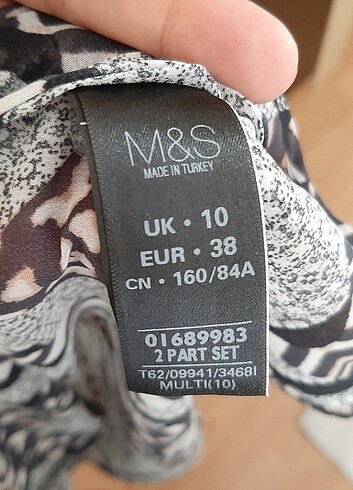 M&S
MADE IN TURKEY
UK • 10
EUR • 38
CN • 160/84A
01689983
2 PART SET
T62/09941/3468I
MULTI(10)